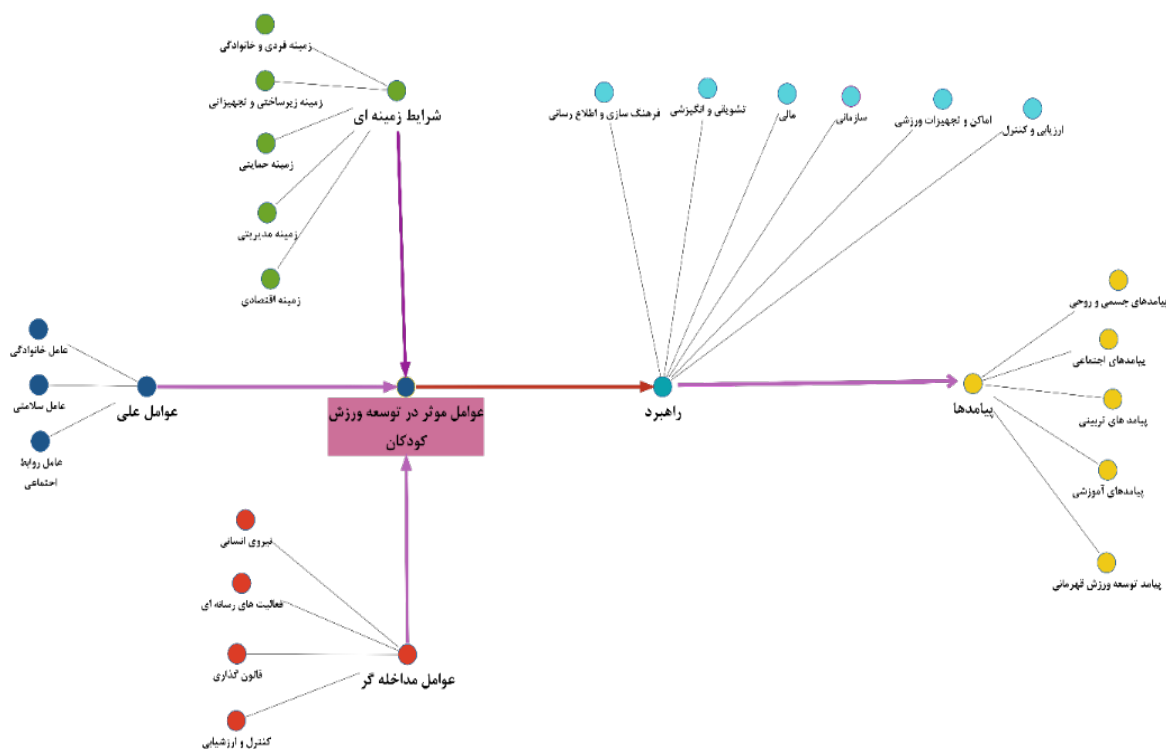 زمینه فردی و خانوادگی
زمینه زیرساختی و تجهیزاتی
زمینه حمایتی
زمینه مدیریتی
زمینه اقتصادی
شرایط زمینه ای
فرهنگ سازی و اطلاع رسانی
تشویقی و انگیزشی
مالی
سازمانی
اماکن و تجهیزات ورزشی
ارزیابی و کنترل
عامل خانوادگی
عامل سلامتی
عامل روابط
اجتماعی
عوامل علی
عوامل موثر در توسعه ورزش
کودکان
راهبرد
پیامدها
پیامدهای جسمی و روحی
پیامدهای اجتماعی
پیامد های تربیتی
پیامدهای آموزشی
پیامد توسعه ورزش قهرمانی
نیروی انسانی
فعالیت های رسانه ای
قانون گذاری
کنترل و ارزشیابی
عوامل مداخله گر